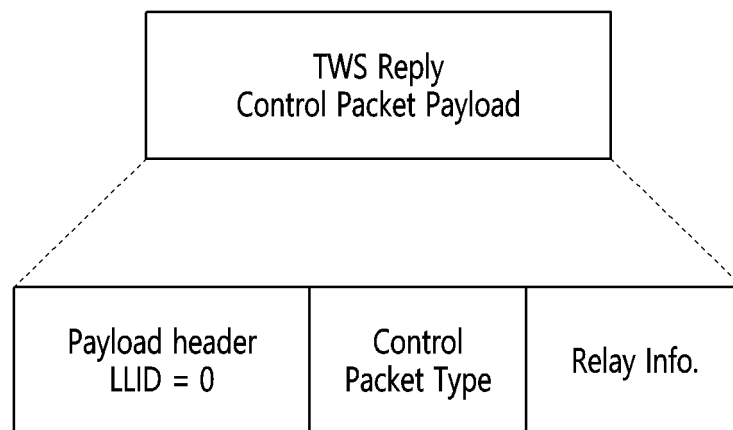 TWS Reply
Control Packet Payload
Payload header
LLID = 0
Control
Packet Type
Relay Info.